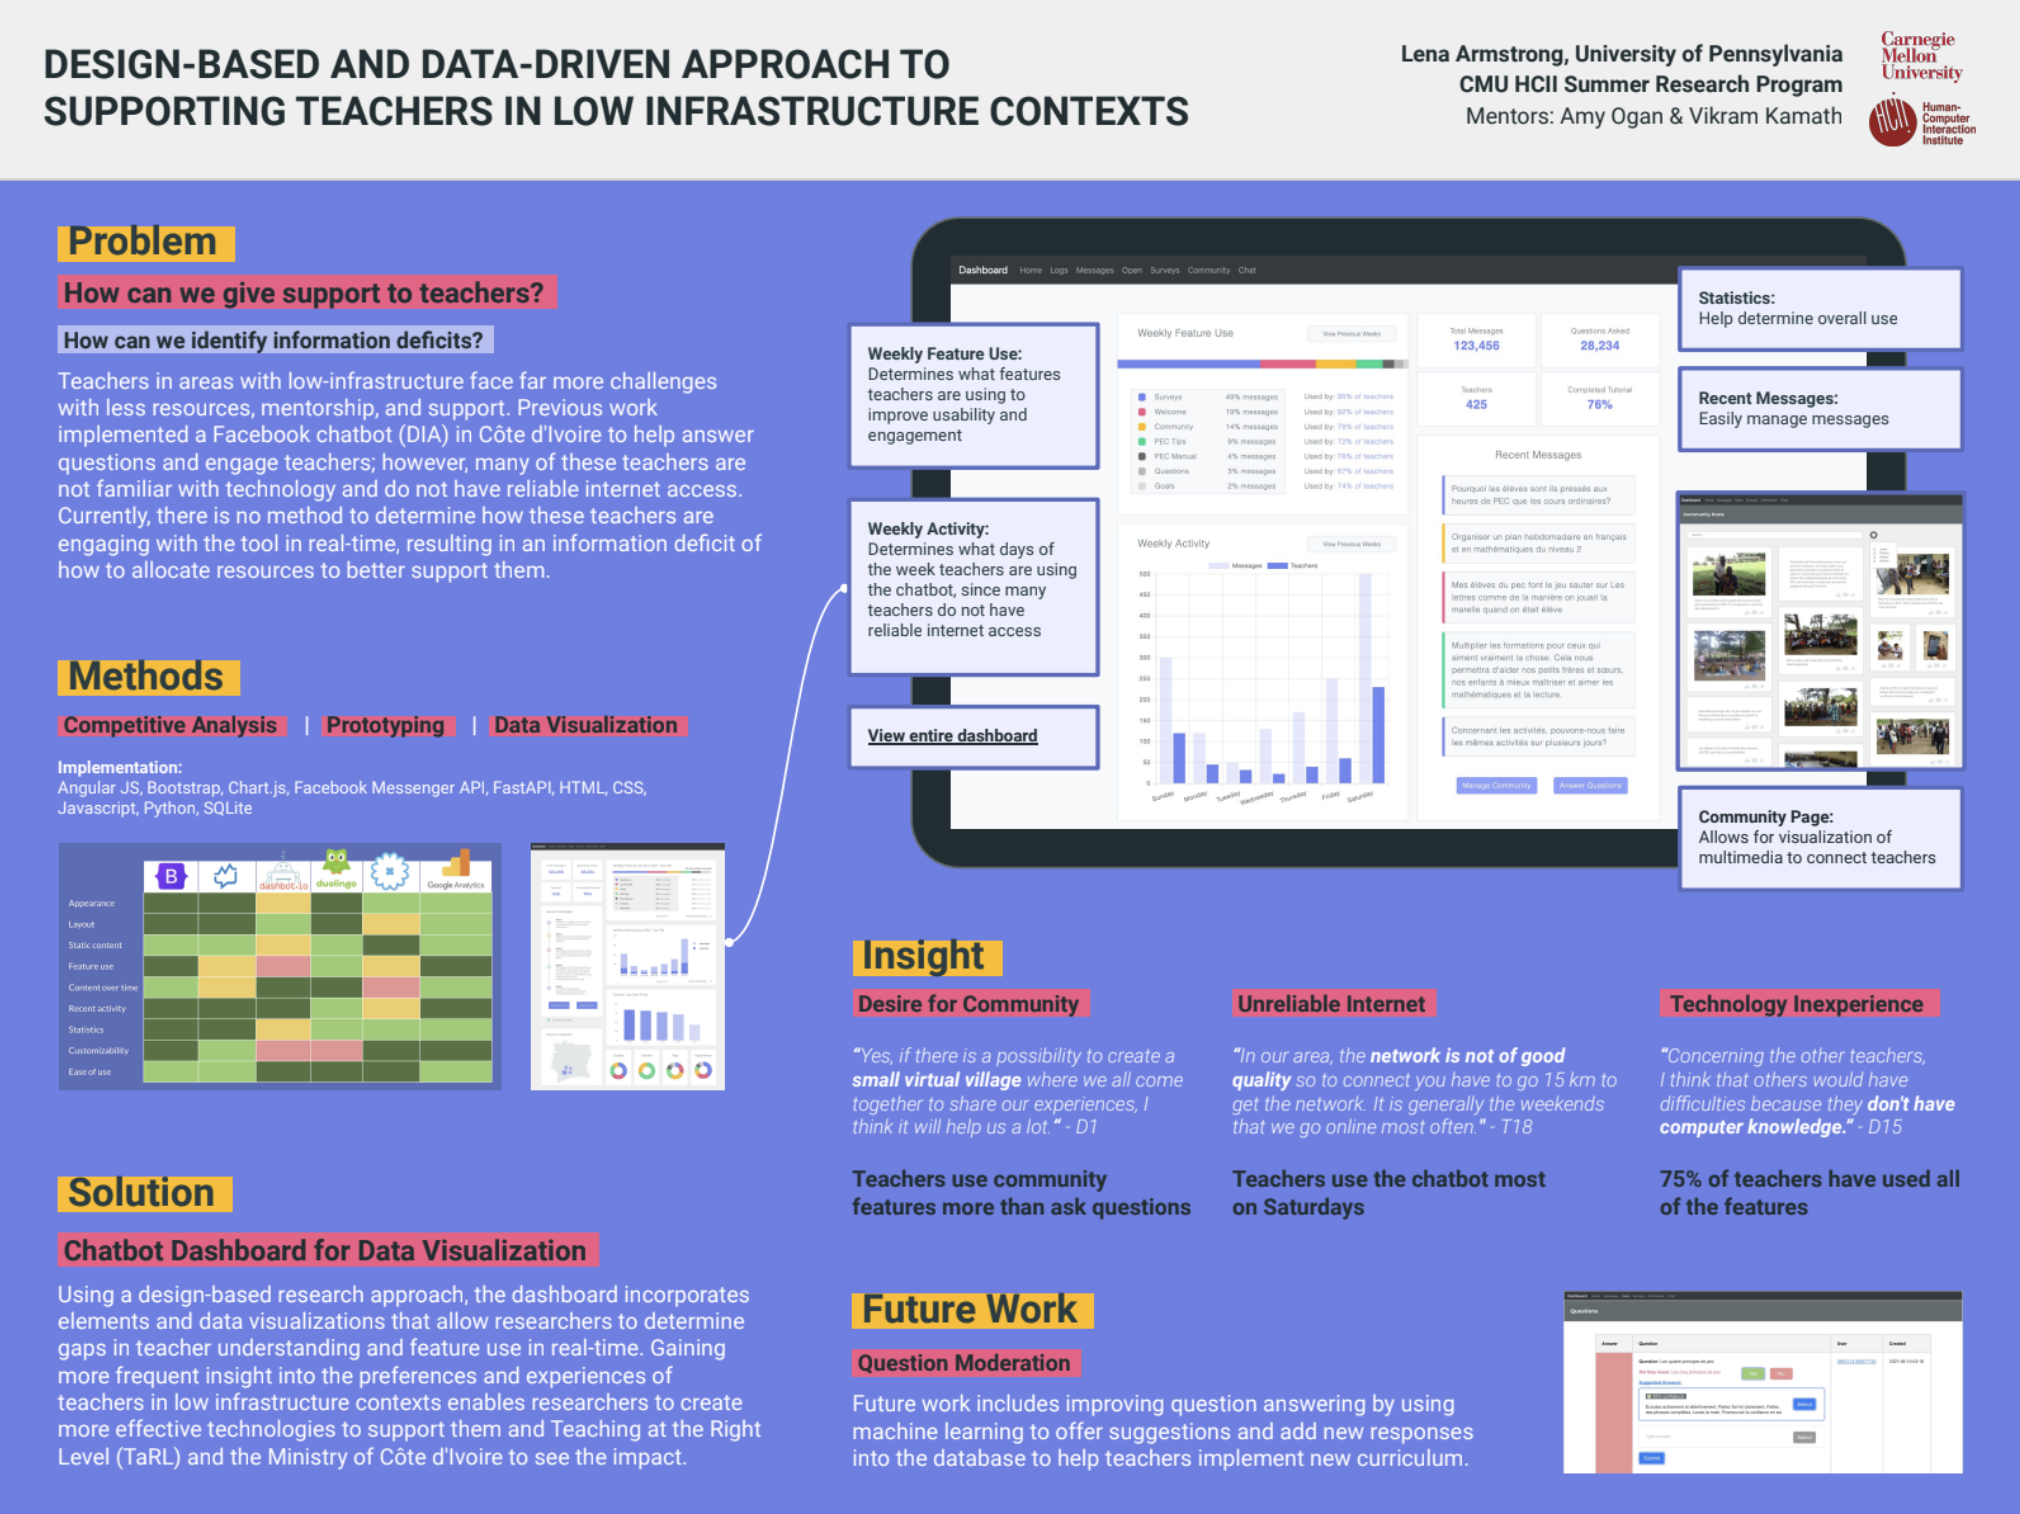 DESIGN-BASED AND DATA-DRIVEN APPROACH TO
SUPPORTING TEACHERS IN LOW INFRASTRUCTURE CONTEXTS
Lena Armstrong, University of Pennsylvania
CMU HCII Summer Research Program
Mentors: Amy Ogan & Vikram Kamath
Carnegie
Mellon
University
HCII
Human-
Computer
Interaction
Institute
Problem
How can we give support to teachers?
How can we identify information deficits?
Teachers in areas with low-infrastructure face far more challenges
with less resources, mentorship, and support. Previous work
implemented a Facebook chatbot (DIA) in Côte d'Ivoire to help answer
questions and engage teachers; however, many of these teachers are
not familiar with technology and do not have reliable internet access.
Currently, there is no method to determine how these teachers are
engaging with the tool in real-time, resulting in an information deficit of
how to allocate resources to better support them.
Methods
Competitive Analysis | Prototyping | Data Visualization
Implementation:
Angular JS, Bootstrap, Chart.js, Facebook Messenger API, FastAPI, HTML, CSS,
Javascript, Python, SQLite
B
dashbot.io
duolingo
Google Analytics
Appearance
Layout
Static content
Feature use
Content over time
Recent activity
Statistics
Customizability
Ease of use
Solution
Chatbot Dashboard for Data Visualization
Using a design-based research approach, the dashboard incorporates
elements and data visualizations that allow researchers to determine
gaps in teacher understanding and feature use in real-time. Gaining
more frequent insight into the preferences and experiences of
teachers in low infrastructure contexts enables researchers to create
more effective technologies to support them and Teaching at the Right
Level (TaRL) and the Ministry of Côte d'Ivoire to see the impact.
Weekly Feature Use:
Determines what features
teachers are using to
improve usability and
engagement
Weekly Activity:
Determines what days of
the week teachers are using
the chatbot, since many
teachers do not have
reliable internet access
View entire dashboard
Dashboard Home Logs Messages Open Surveys Community Chat
Weekly Feature Use
View Previous Weeks
Surveys 49% messages Used by: 95% of teachers
Welcome 19% messages Used by: 92% of teachers
Community 14% messages Used by: 78% of teachers
PEC Tips 9% messages Used by: 72% of teachers
PEC Manual 4% messages Used by: 78% of teachers
Questions 3% messages Used by: 67% of teachers
Goals 2% messages Used by: 74% of teachers
Weekly Activity
View Previous Weeks
Messages Teachers
500
450
400
350
300
250
200
150
100
50
0
Sunday Monday Tuesday Wednesday Thursday Friday Saturday
Total Messages
123,456
Questions Asked
28,234
Teachers
425
Completed Tutorial
76%
Recent Messages
Pourquoi les élèves sont ils pressés aux
heures de PEC que les cours ordinaires?
Organiser un plan hebdomadaire en français
et en mathématiques du niveau 2
Mes élèves du pec font le jeu sauter sur Les
lettres comme de la manière on jouait la
marelle quand on était élève
Multiplier les formations pour ceux qui
aiment vraiment la chose. Cela nous
permettra d'aider nos petits frères et sœurs,
nos enfants à mieux maîtriser et aimer les
mathématiques et la lecture.
Concernant les activités, pouvons-nous faire
les mêmes activités sur plusieurs jours?
Manage Community
Answer Questions
Statistics:
Help determine overall use
Recent Messages:
Easily manage messages
Community Posts
Community Page:
Allows for visualization of
multimedia to connect teachers
Insight
Desire for Community
"Yes, if there is a possibility to create a
small virtual village where we all come
together to share our experiences, I
think it will help us a lot." - D1
Teachers use community
features more than ask questions
Unreliable Internet
"In our area, the network is not of good
quality so to connect you have to go 15 km to
get the network. It is generally the weekends
that we go online most often." - T18
Teachers use the chatbot most
on Saturdays
Technology Inexperience
"Concerning the other teachers,
I think that others would have
difficulties because they don't have
computer knowledge." - D15
75% of teachers have used all
of the features
Future Work
Question Moderation
Future work includes improving question answering by using
machine learning to offer suggestions and add new responses
into the database to help teachers implement new curriculum.
Questions
Answer Question User Created
Submit